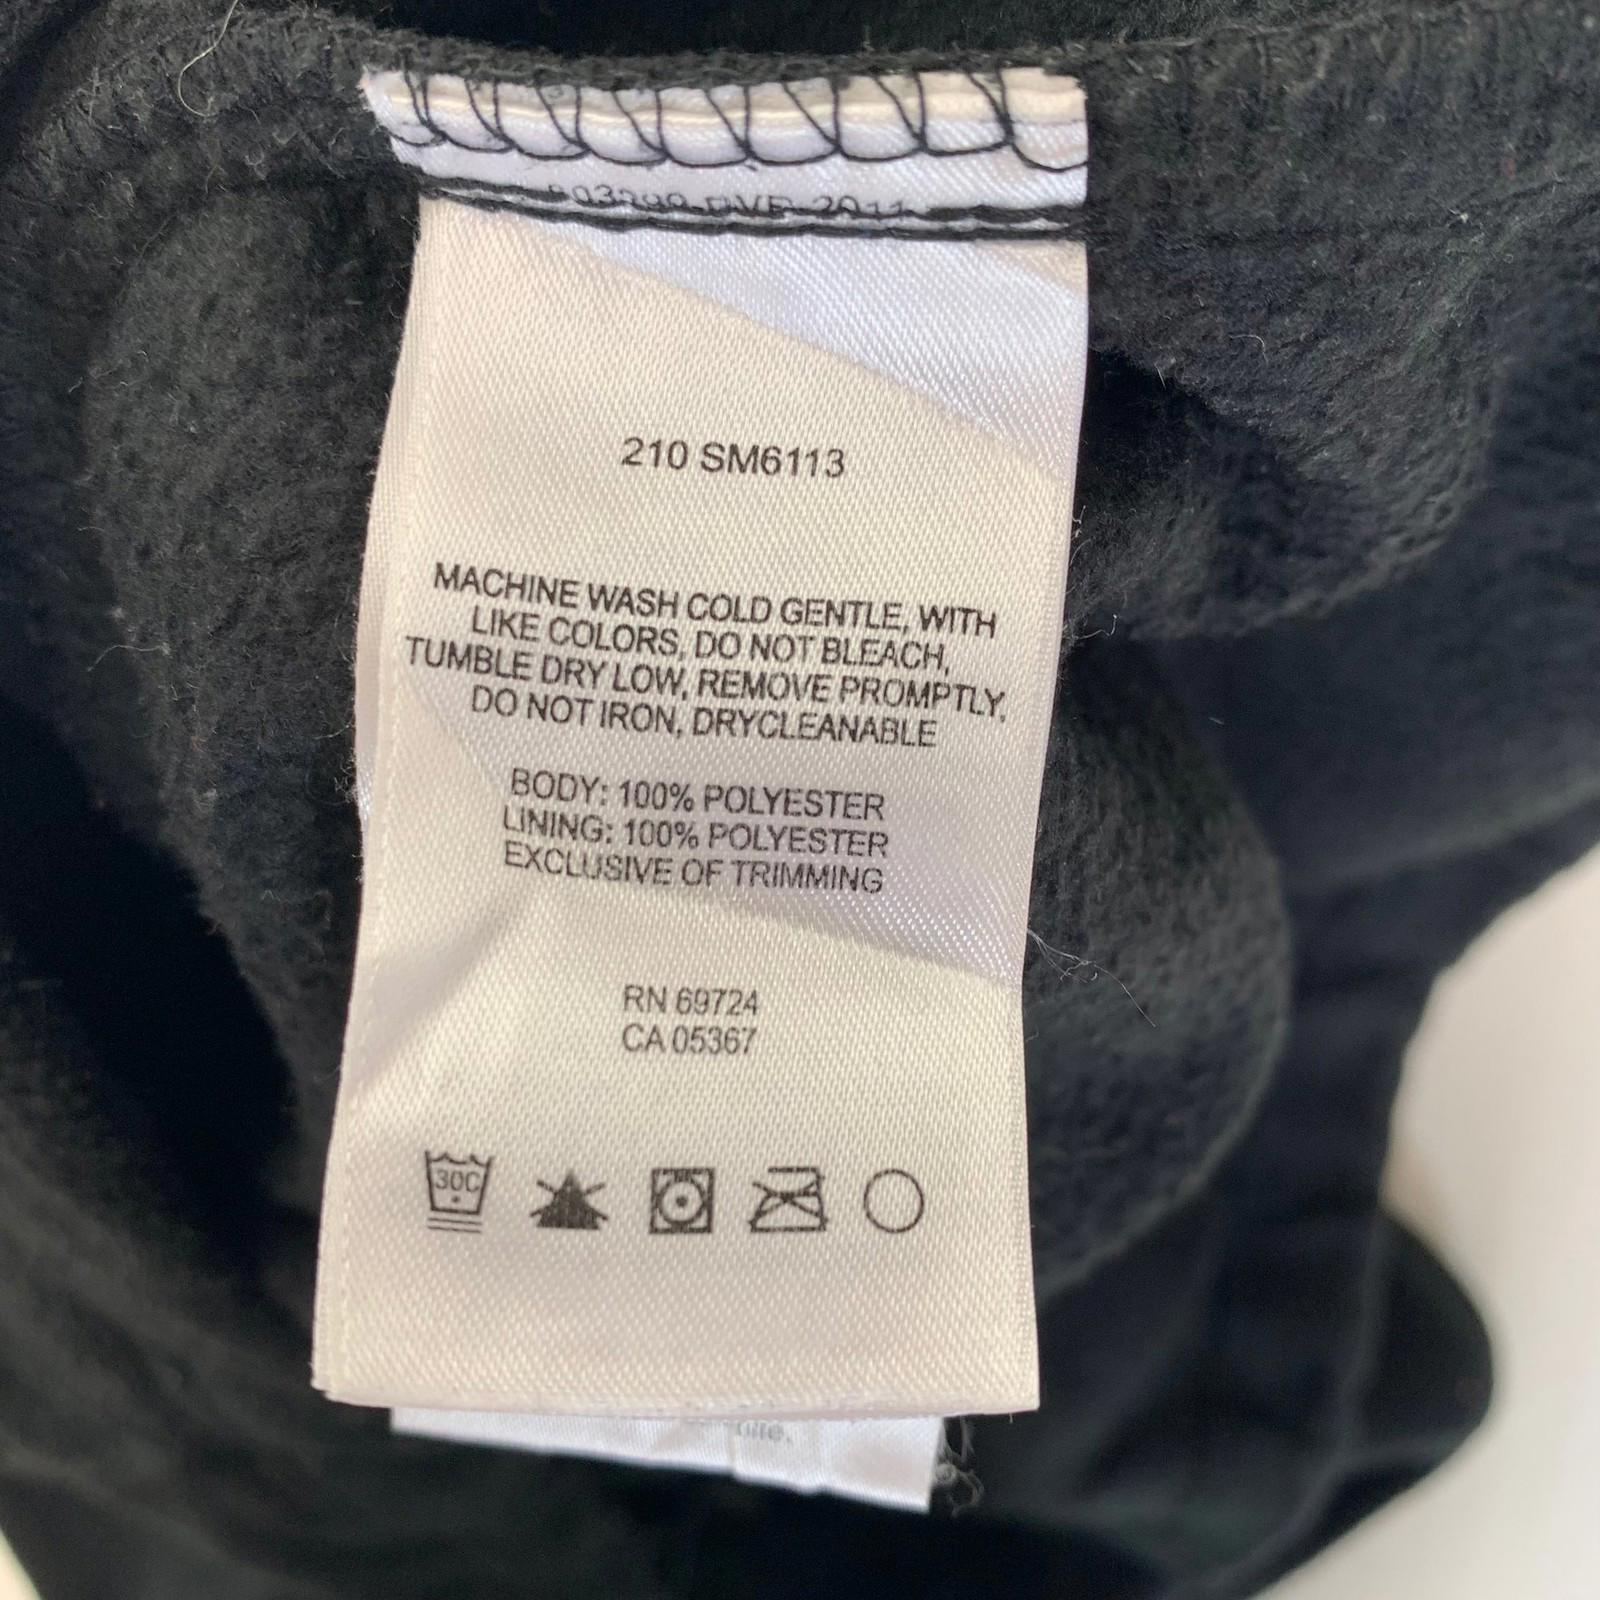 210 SM6113
MACHINE WASH COLD GENTLE, WITH
LIKE COLORS, DO NOT BLEACH,
TUMBLE DRY LOW, REMOVE PROMPTLY,
DO NOT IRON, DRYCLEANABLE
BODY: 100% POLYESTER
LINING: 100% POLYESTER
EXCLUSIVE OF TRIMMING
RN 69724
CA 05367
30C